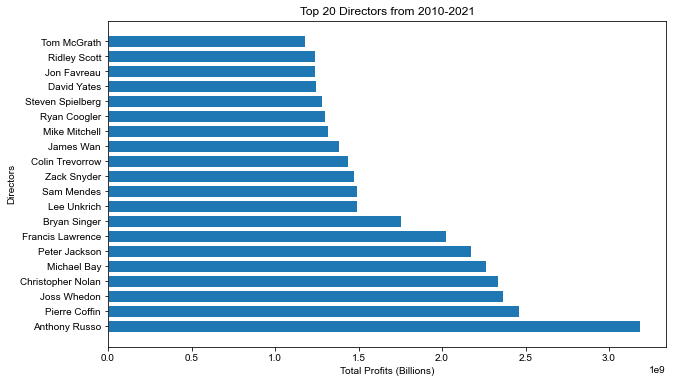 Top 20 Directors from 2010-2021
Directors
Tom McGrath
Ridley Scott
Jon Favreau
David Yates
Steven Spielberg
Ryan Coogler
Mike Mitchell
James Wan
Colin Trevorrow
Zack Snyder
Sam Mendes
Lee Unkrich
Bryan Singer
Francis Lawrence
Peter Jackson
Michael Bay
Christopher Nolan
Joss Whedon
Pierre Coffin
Anthony Russo
0.0 0.5 1.0 1.5 2.0 2.5 3.0
1e9
Total Profits (Billions)